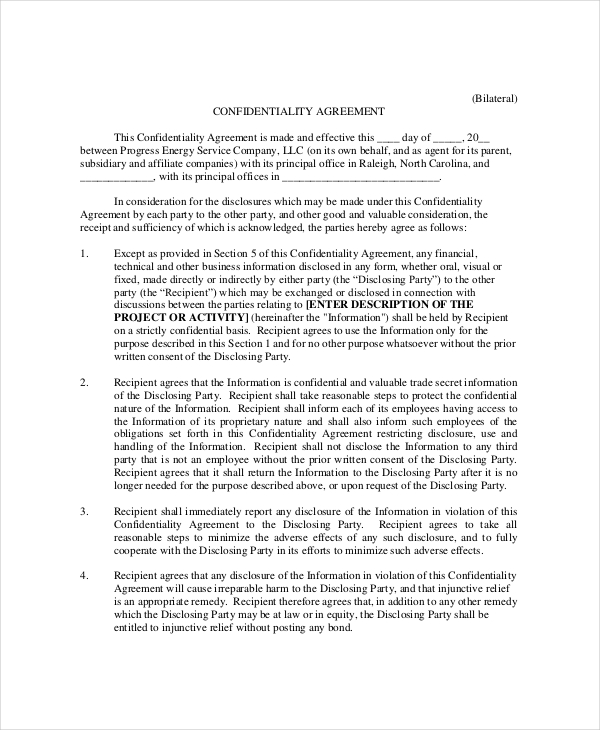 (Bilateral)
CONFIDENTIALITY AGREEMENT
This Confidentiality Agreement is made and effective this ____ day of _____, 20__
between Progress Energy Service Company, LLC (on its own behalf, and as agent for its parent,
subsidiary and affiliate companies) with its principal office in Raleigh, North Carolina, and
_____________, with its principal offices in ____________________________.
In consideration for the disclosures which may be made under this Confidentiality
Agreement by each party to the other party, and other good and valuable consideration, the
receipt and sufficiency of which is acknowledged, the parties hereby agree as follows:
1. Except as provided in Section 5 of this Confidentiality Agreement, any financial,
technical and other business information disclosed in any form, whether oral, visual or
fixed, made directly or indirectly by either party (the “Disclosing Party”) to the other
party (the “Recipient”) which may be exchanged or disclosed in connection with
discussions between the parties relating to [ENTER DESCRIPTION OF THE
PROJECT OR ACTIVITY] (hereinafter the "Information") shall be held by Recipient
on a strictly confidential basis. Recipient agrees to use the Information only for the
purpose described in this Section 1 and for no other purpose whatsoever without the prior
written consent of the Disclosing Party.
2. Recipient agrees that the Information is confidential and valuable trade secret information
of the Disclosing Party. Recipient shall take reasonable steps to protect the confidential
nature of the Information. Recipient shall inform each of its employees having access to
the Information of its proprietary nature and shall also inform such employees of the
obligations set forth in this Confidentiality Agreement restricting disclosure, use and
handling of the Information. Recipient shall not disclose the Information to any third
party that is not an employee without the prior written consent of the Disclosing Party.
Recipient agrees that it shall return the Information to the Disclosing Party after it is no
longer needed for the purpose described above, or upon request of the Disclosing Party.
3. Recipient shall immediately report any disclosure of the Information in violation of this
Confidentiality Agreement to the Disclosing Party. Recipient agrees to take all
reasonable steps to minimize the adverse effects of any such disclosure, and to fully
cooperate with the Disclosing Party in its efforts to minimize such adverse effects.
4. Recipient agrees that any disclosure of the Information in violation of this Confidentiality
Agreement will cause irreparable harm to the Disclosing Party, and that injunctive relief
is an appropriate remedy. Recipient therefore agrees that, in addition to any other remedy
which the Disclosing Party may be at law or in equity, the Disclosing Party shall be
entitled to injunctive relief without posting any bond.